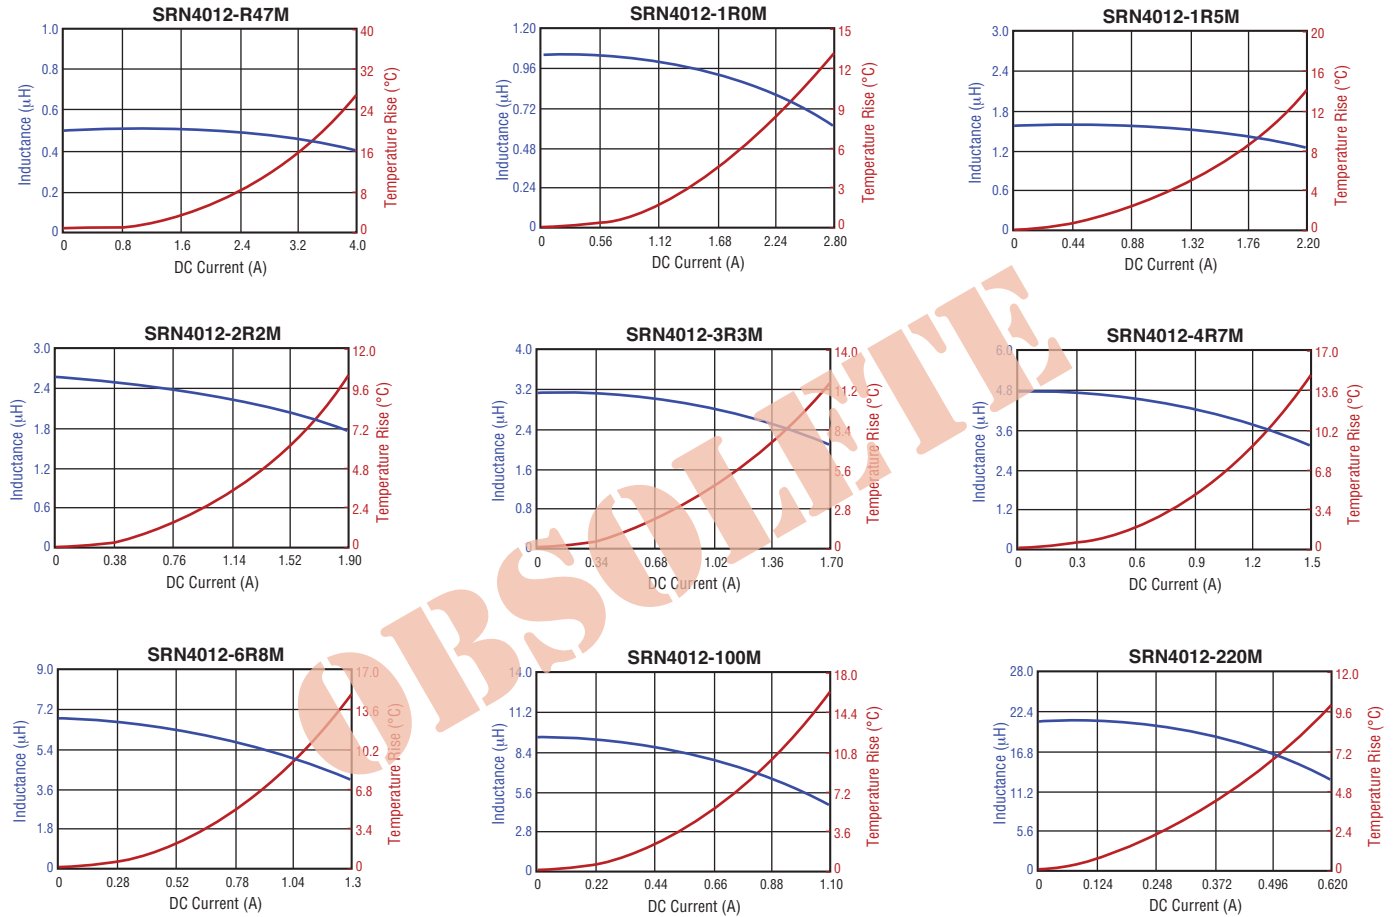 SRN4012-R47M
Inductance (µH)
1.0
0.8
0.6
0.4
0.2
0
40
32
24
16
8
0
Temperature Rise (°C)
0 0.8 1.6 2.4 3.2 4.0
DC Current (A)
SRN4012-1R0M
Inductance (µH)
1.20
0.96
0.72
0.48
0.24
0
15
12
9
6
3
0
Temperature Rise (°C)
0 0.56 1.12 1.68 2.24 2.80
DC Current (A)
SRN4012-1R5M
Inductance (µH)
3.0
2.4
1.8
1.2
0.6
0
20
16
12
8
4
0
Temperature Rise (°C)
0 0.44 0.88 1.32 1.76 2.20
DC Current (A)
SRN4012-2R2M
Inductance (µH)
3.0
2.4
1.8
1.2
0.6
0
12.0
9.6
7.2
4.8
2.4
0
Temperature Rise (°C)
0 0.38 0.76 1.14 1.52 1.90
DC Current (A)
SRN4012-3R3M
Inductance (µH)
4.0
3.2
2.4
1.6
0.8
0
14.0
11.2
8.4
5.6
2.8
0
Temperature Rise (°C)
0 0.34 0.68 1.02 1.36 1.70
DC Current (A)
SRN4012-4R7M
Inductance (µH)
6.0
4.8
3.6
2.4
1.2
0
17.0
13.6
10.2
6.8
3.4
0
Temperature Rise (°C)
0 0.3 0.6 0.9 1.2 1.5
DC Current (A)
OBSOLETE
SRN4012-6R8M
Inductance (µH)
9.0
7.2
5.4
3.6
1.8
0
17.0
13.6
10.2
6.8
3.4
0
Temperature Rise (°C)
0 0.28 0.52 0.78 1.04 1.3
DC Current (A)
SRN4012-100M
Inductance (µH)
14.0
11.2
8.4
5.6
2.8
0
18.0
14.4
10.8
7.2
3.6
0
Temperature Rise (°C)
0 0.22 0.44 0.66 0.88 1.10
DC Current (A)
SRN4012-220M
Inductance (µH)
28.0
22.4
16.8
11.2
5.6
0
12.0
9.6
7.2
4.8
2.4
0
Temperature Rise (°C)
0 0.124 0.248 0.372 0.496 0.620
DC Current (A)